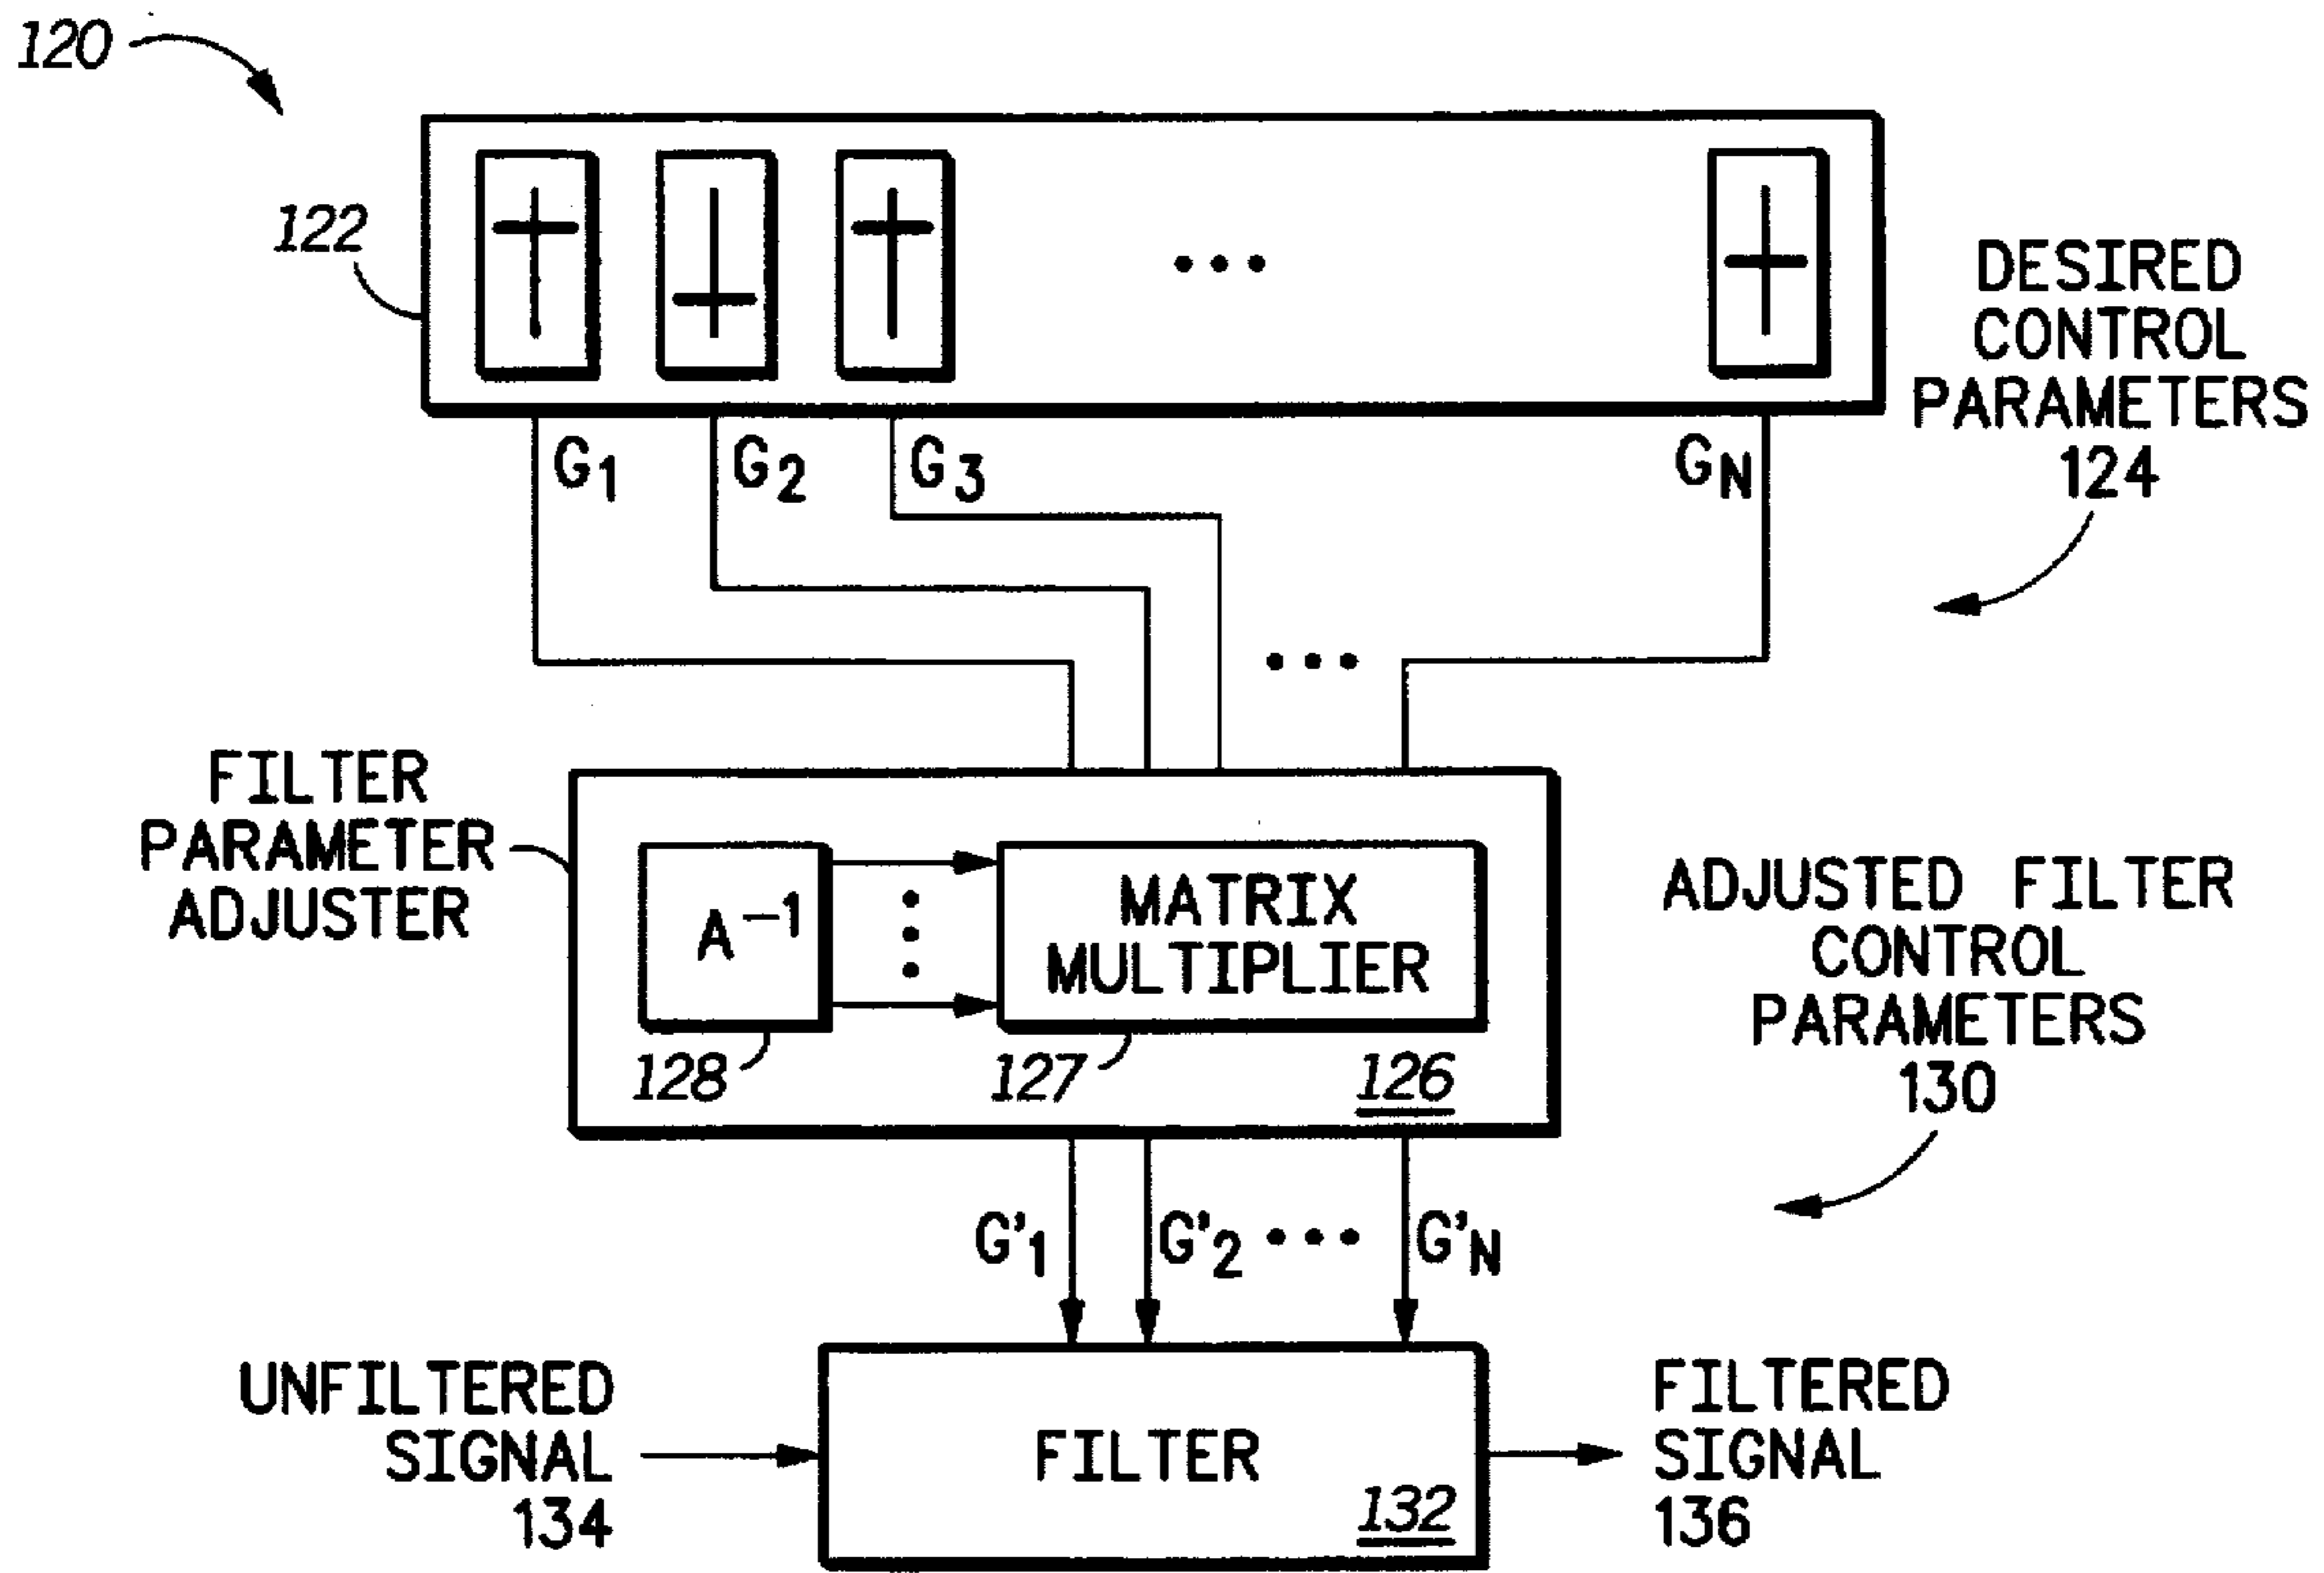 120
122
DESIRED
CONTROL
PARAMETERS
124
G1 G2 G3 GN
FILTER
PARAMETER
ADJUSTER
A⁻¹
MATRIX
MULTIPLIER
128 127 126
ADJUSTED FILTER
CONTROL
PARAMETERS
130
G'1 G'2 ••• G'N
UNFILTERED
SIGNAL
134
FILTER
132
FILTERED
SIGNAL
136